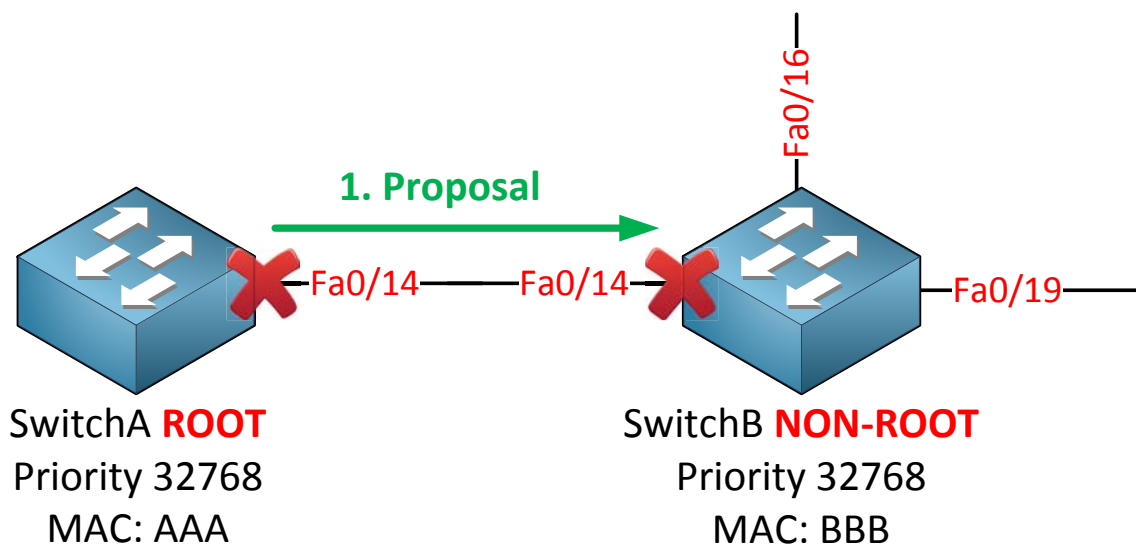 Fa0/16
1. Proposal
Fa0/14
Fa0/14
Fa0/19
SwitchA ROOT
Priority 32768
MAC: AAA
SwitchB NON-ROOT
Priority 32768
MAC: BBB